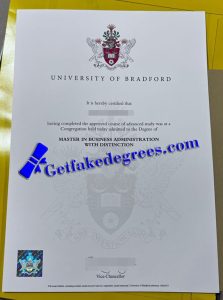 UNIVERSITY OF BRADFORD
It is hereby certified that
having completed the approved course of advanced study was at a
Congregation held today admitted to the Degree of
Getfakedegrees.com
MASTER IN BUSINESS ADMINISTRATION
WITH DISTINCTION
Vice-Chancellor